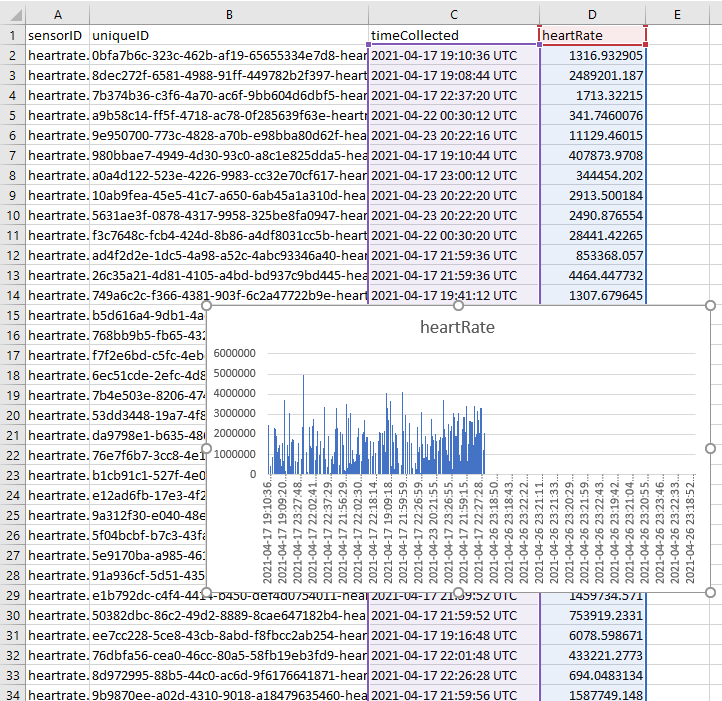 A B C D E
1 sensorID uniqueID timeCollected heartRate
2 heartrate. 0bfa7b6c-323c-462b-af19-65655334e7d8-hear 2021-04-17 19:10:36 UTC 1316.932905
3 heartrate. 8dec272f-6581-4988-91ff-449782b2f397-heart 2021-04-17 19:08:44 UTC 2489201.187
4 heartrate. 7b374b36-c3f6-4a70-ac6f-9bb604d6dbf5-hear 2021-04-17 22:37:20 UTC 1713.32215
5 heartrate. a9b58c14-ff5f-4718-ac78-0f285639f63e-heartr 2021-04-22 00:30:12 UTC 341.7460076
6 heartrate. 9e950700-773c-4828-a70b-e98bba80d62f-hea 2021-04-23 20:22:16 UTC 11129.46015
7 heartrate. 980bbae7-4949-4d30-93c0-a8c1e825dda5-hea 2021-04-17 19:10:44 UTC 407873.9708
8 heartrate. a0a4d122-523e-4226-9983-cc32e70cf617-hear 2021-04-17 23:00:12 UTC 344454.202
9 heartrate. 10ab9fea-45e5-41c7-a650-6ab45a1a310d-hea 2021-04-23 20:22:20 UTC 2913.500184
10 heartrate. 5631ae3f-0878-4317-9958-325be8fa0947-hear 2021-04-23 20:22:20 UTC 2490.876554
11 heartrate. f3c7648c-fcb4-424d-8b86-a4df8031cc5b-heart 2021-04-22 00:30:20 UTC 28441.42265
12 heartrate. ad4f2d2e-1dc5-4a98-a52c-4abc93346a40-hear 2021-04-17 21:59:36 UTC 853368.057
13 heartrate. 26c35a21-4d81-4105-a4bd-bd937c9bd445-hea 2021-04-17 21:59:36 UTC 4464.447732
14 heartrate. 749a6c2c-f366-4381-903f-6c2a47722b9e-heart 2021-04-17 19:41:12 UTC 1307.679645
15 heartrate. b5d616a4-9db1-4a
16 heartrate. 768bb9b5-fb65-432
17 heartrate. f7f2e6bd-c5fc-4eb
18 heartrate. 6ec51cde-2efc-4d8
19 heartrate. 7b4e503e-8206-474
20 heartrate. 53dd3448-19a7-4f8
21 heartrate. da9798e1-b635-486
22 heartrate. 76e7f6b7-3cc8-4e1
23 heartrate. b1cb91c1-527f-4e0
24 heartrate. e12ad6fb-17e3-4f2
25 heartrate. 9a312f30-e040-48e
26 heartrate. 5f04bcbf-b7c3-43fa
27 heartrate. 5e9170ba-a985-461
28 heartrate. 91a936cf-5d51-435
heartRate
6000000
5000000
4000000
3000000
2000000
1000000
0
2021-04-17 19:10:36.
2021-04-17 19:09:20.
2021-04-17 23:27:48.
2021-04-17 22:02:41.
2021-04-17 22:37:29.
2021-04-17 21:56:29.
2021-04-17 22:02:30.
2021-04-17 22:18:14.
2021-04-17 19:09:18.
2021-04-17 21:59:59.
2021-04-17 22:26:59.
2021-04-23 20:21:55.
2021-04-17 23:26:55.
2021-04-17 21:59:15.
2021-04-17 22:27:28.
2021-04-26 23:18:50.
2021-04-26 23:18:43.
2021-04-26 23:22:22.
2021-04-26 23:21:11.
2021-04-26 23:21:33.
2021-04-26 23:20:29.
2021-04-26 23:21:59.
2021-04-26 23:22:43.
2021-04-26 23:19:42.
2021-04-26 23:21:04.
2021-04-26 23:20:55.
2021-04-26 23:23:46.
2021-04-26 23:22:33.
2021-04-26 23:18:52.
29 heartrate. e1b792dc-c4f4-4414-b450-def4d0754011-hear 2021-04-17 21:59:52 UTC 1459734.571
30 heartrate. 50382dbc-86c2-49d2-8889-8cae647182b4-hear 2021-04-17 21:59:52 UTC 753919.2331
31 heartrate. ee7cc228-5ce8-43cb-8abd-f8fbcc2ab254-hear 2021-04-17 19:16:48 UTC 6078.598671
32 heartrate. 76dbfa56-cea0-46cc-80a5-58fb19eb3fd9-hear 2021-04-17 22:01:48 UTC 433221.2773
33 heartrate. 8d972995-88b5-44c0-ac6d-9f6176641871-hear 2021-04-17 22:26:28 UTC 694.0483134
34 heartrate. 9b9870ee-a02d-4310-9018-a18479635460-hea 2021-04-17 21:59:56 UTC 1587749.148